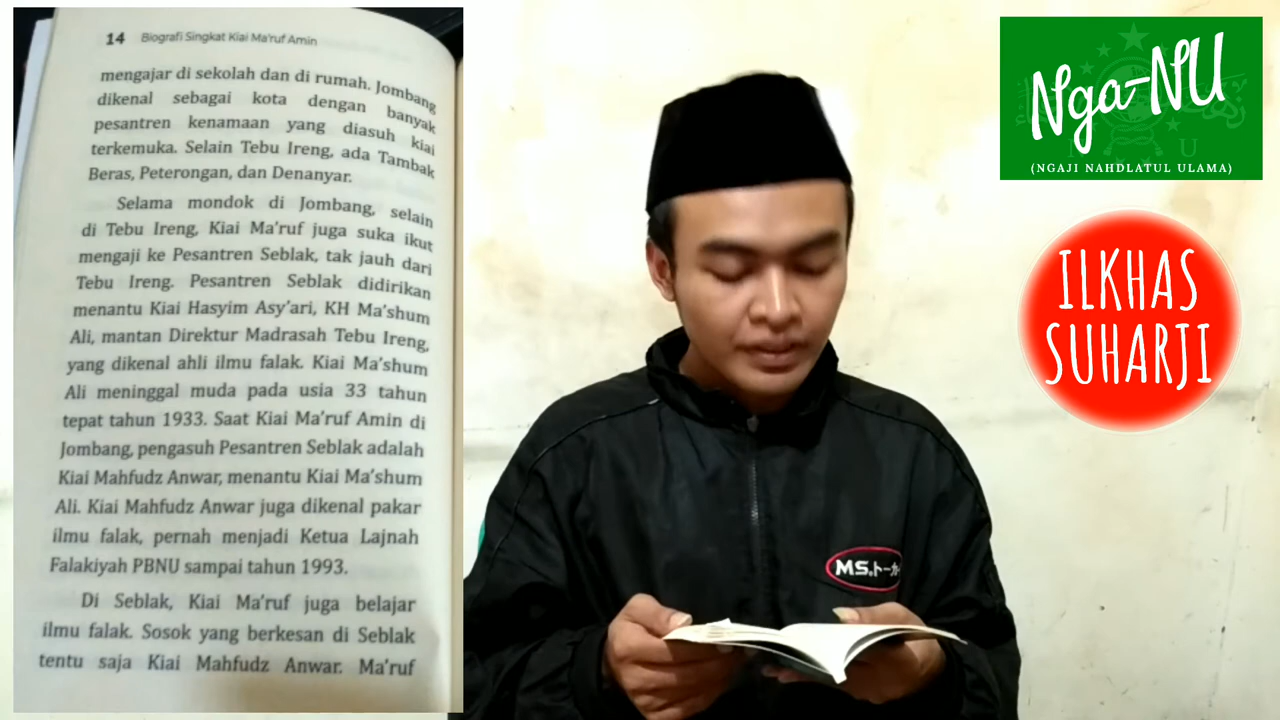 14 Biografi Singkat Kiai Ma'ruf Amin
mengajar di sekolah dan di rumah. Jombang
dikenal sebagai kota dengan banyak
pesantren kenamaan yang diasuh kiai
terkemuka. Selain Tebu Ireng, ada Tambak
Beras, Peterongan, dan Denanyar.
Selama mondok di Jombang, selain
di Tebu Ireng, Kiai Ma'ruf juga suka ikut
mengaji ke Pesantren Seblak, tak jauh dari
Tebu Ireng. Pesantren Seblak didirikan
menantu Kiai Hasyim Asy'ari, KH Ma'shum
Ali, mantan Direktur Madrasah Tebu Ireng,
yang dikenal ahli ilmu falak. Kiai Ma'shum
Ali meninggal muda pada usia 33 tahun
tepat tahun 1933. Saat Kiai Ma'ruf Amin di
Jombang, pengasuh Pesantren Seblak adalah
Kiai Mahfudz Anwar, menantu Kiai Ma'shum
Ali. Kiai Mahfudz Anwar juga dikenal pakar
ilmu falak, pernah menjadi Ketua Lajnah
Falakiyah PBNU sampai tahun 1993.
Di Seblak, Kiai Ma'ruf juga belajar
ilmu falak. Sosok yang berkesan di Seblak
tentu saja Kiai Mahfudz Anwar. Ma'ruf
Nga-NU
N U
(NGAJI NAHDLATUL ULAMA)
ILKHAS
SUHARJI
MS.トーカ